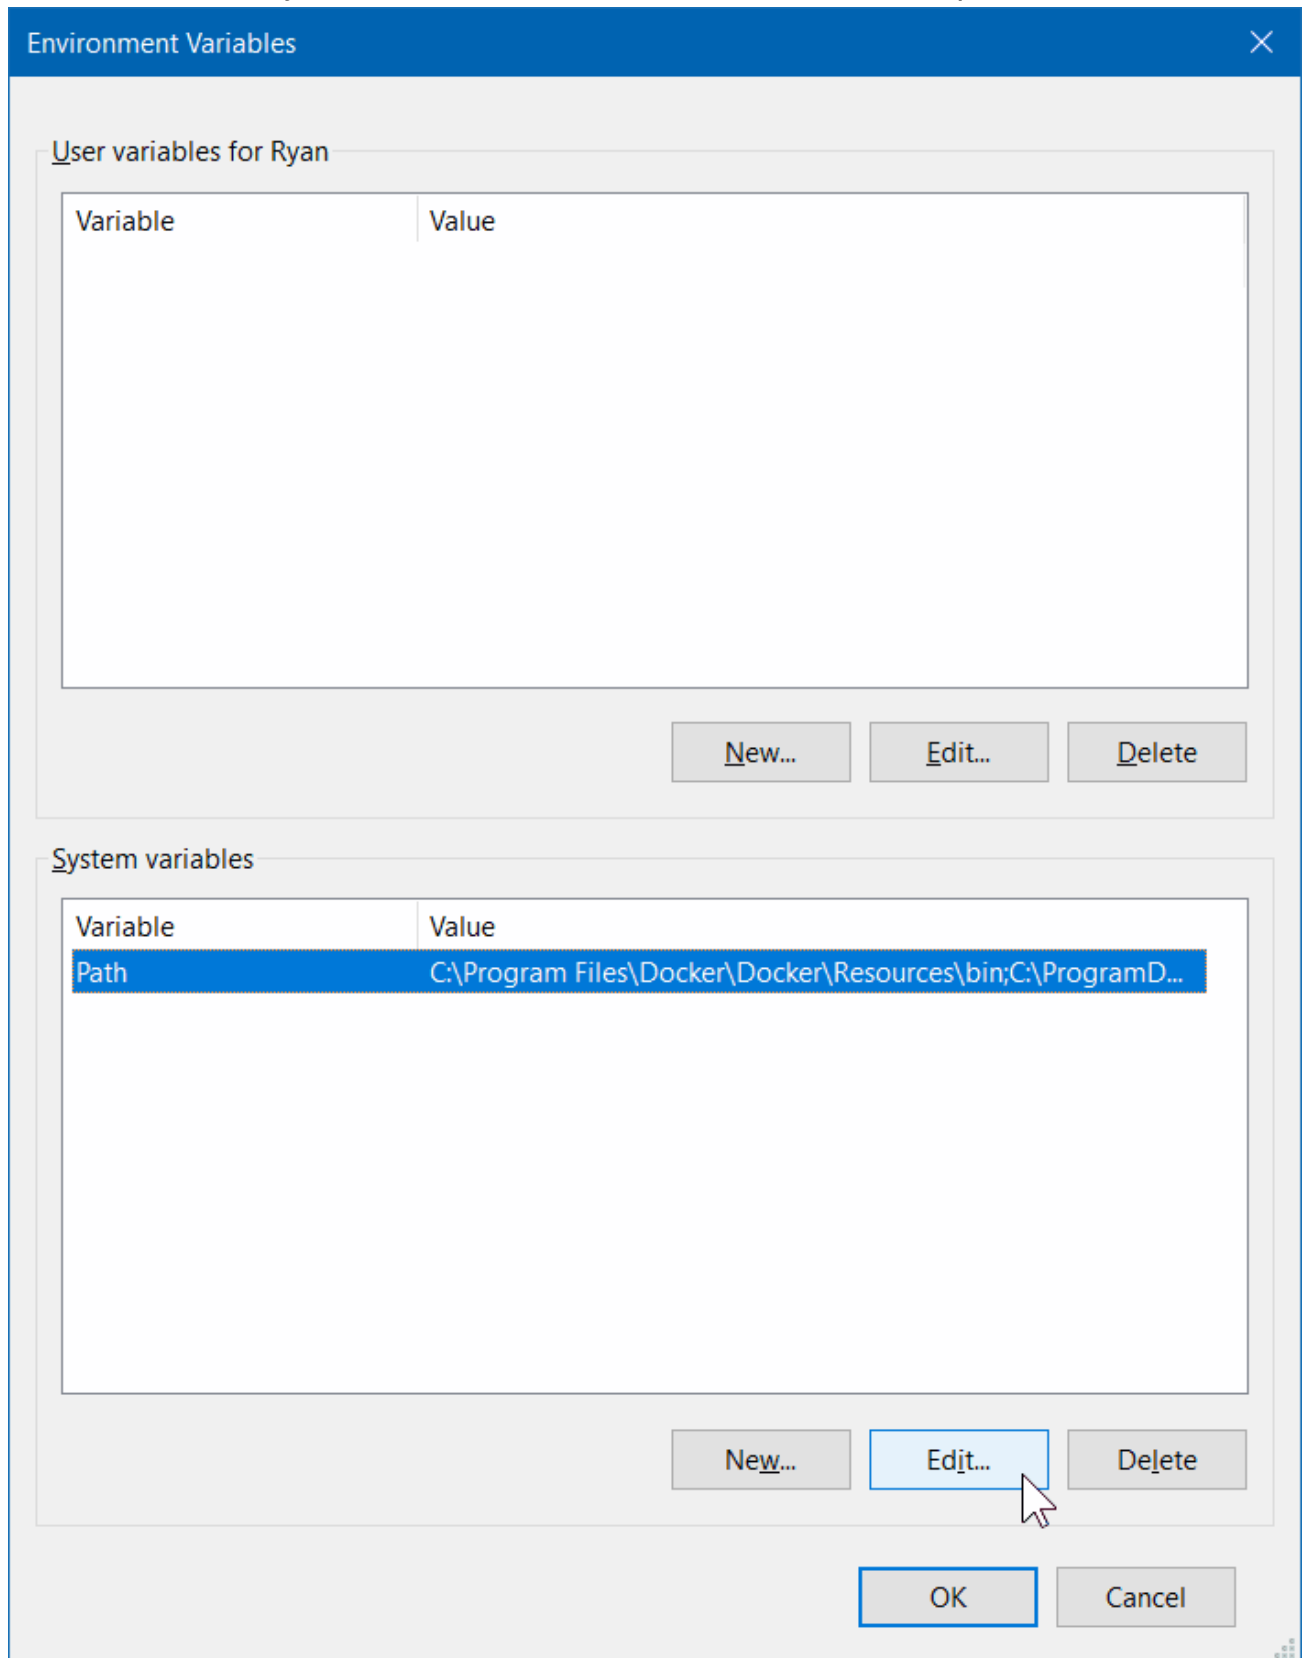 Environment Variables
User variables for Ryan
Variable Value
New... Edit... Delete
System variables
Variable Value
Path C:\Program Files\Docker\Docker\Resources\bin;C:\ProgramD...
New... Edit... Delete
OK Cancel